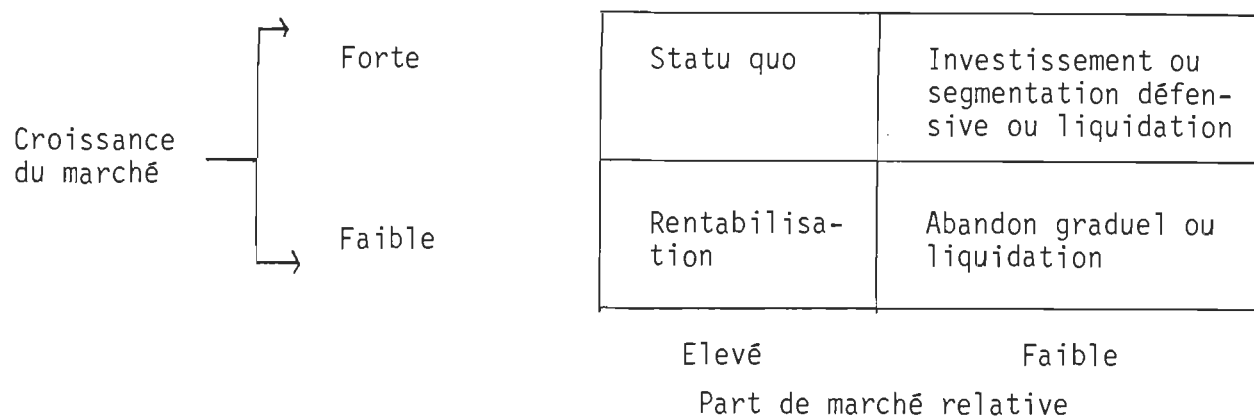 Forte
Croissance
du marché
Faible
Statu quo
Investissement ou
segmentation défen-
sive ou liquidation
Rentabilisa-
tion
Abandon graduel ou
liquidation
Elevé
Faible
Part de marché relative